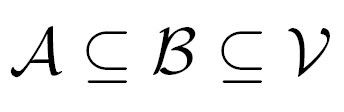 𝒜 ⊆ ℬ ⊆ 𝒱